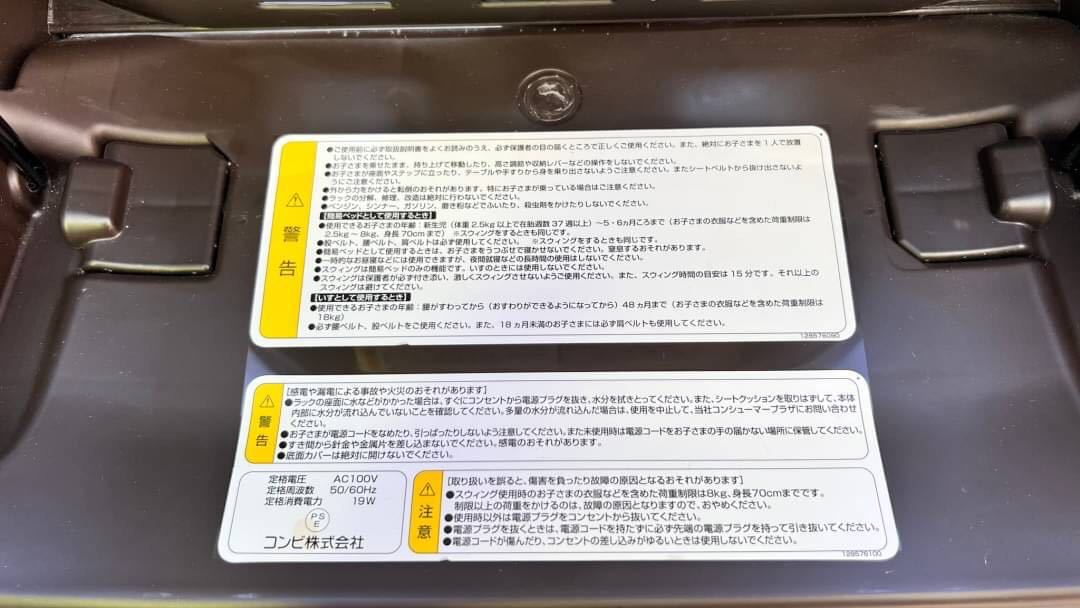 ●ご使用前に必ず取扱説明書をよくお読みのうえ、必ず保護者の目の届くところで正しくご使用ください。また、絶対にお子さまを1人で放置
しないでください。
●お子さまを乗せたまま、持ち上げて移動したり、高さ調節や収納レバーなどの操作をしないでください。
●お子さまが座面やステップに立ったり、テーブルや手すりから身を乗り出さないようご注意ください。またシートベルトから抜け出さないよ
うにご注意ください。
●外から力をかけると転倒のおそれがあります。特にお子さまが乗っている場合はご注意ください。
●ラックの分解、修理、改造は絶対に行わないでください。
●ベンジン、シンナー、ガソリン、磨き粉などでふいたり、殺虫剤をかけたりしないでください。
【簡易ベッドとして使用するとき】
●使用できるお子さまの年齢：新生児（体重2.5kg以上で在胎週数37週以上）～5・6ヵ月ごろまで（お子さまの衣服などを含めた荷重制限は
2.5kg～8kg、身長70cmまで）※スウィングをするときも同じです。
●股ベルト、腰ベルト、肩ベルトは必ず使用してください。 ※スウィングをするときも同じです。
●簡易ベッドとして使用するときは、お子さまをうつぶせで寝かせないでください。窒息するおそれがあります。
●一時的なお昼寝などには使用できますが、夜間就寝などの長時間の使用はしないでください。
●スウィングは簡易ベッドのみの機能です。いすのときには使用しないでください。
●スウィングは保護者が必ず付き添い、激しくスウィングさせないようご使用ください。また、スウィング時間の目安は15分です。それ以上の
スウィングは避けてください。
【いすとして使用するとき】
●使用できるお子さまの年齢：腰がすわってから（おすわりができるようになってから）48ヵ月まで（お子さまの衣服などを含めた荷重制限は
18kg）
●必ず腰ベルト、股ベルトをご使用ください。また、18ヵ月未満のお子さまには必ず肩ベルトも使用してください。
警告
128576090
［感電や漏電による事故や火災のおそれがあります］
●ラックの座面に水などがかかった場合は、すぐにコンセントから電源プラグを抜き、水分を拭きとってください。また、シートクッションを取りはずして、本体
内部に水分が流れ込んでいないことを確認してください。多量の水分が流れ込んだ場合は、使用を中止して、当社コンシューマープラザにお問い合わせ
ください。
●お子さまが電源コードをなめたり、引っぱったりしないよう注意してください。また未使用時は電源コードをお子さまの手の届かない場所に保管してください。
●すき間から針金や金属片を差し込まないでください。感電のおそれがあります。
●底面カバーは絶対に開けないでください。
警告
定格電圧 AC100V
定格周波数 50/60Hz
定格消費電力 19W
PS
E
コンビ株式会社
注意
［取り扱いを誤ると、傷害を負ったり故障の原因となるおそれがあります］
●スウィング使用時のお子さまの衣服などを含めた荷重制限は8kg、身長70cmまでです。
制限以上の荷重をかけるのは、故障の原因となりますので、おやめください。
●使用時以外は電源プラグをコンセントから抜いてください。
●電源プラグを抜くときは、電源コードを持たずに必ず先端の電源プラグを持って引き抜いてください。
●電源コードが傷んだり、コンセントの差し込みがゆるいときは使用しないでください。
128576100